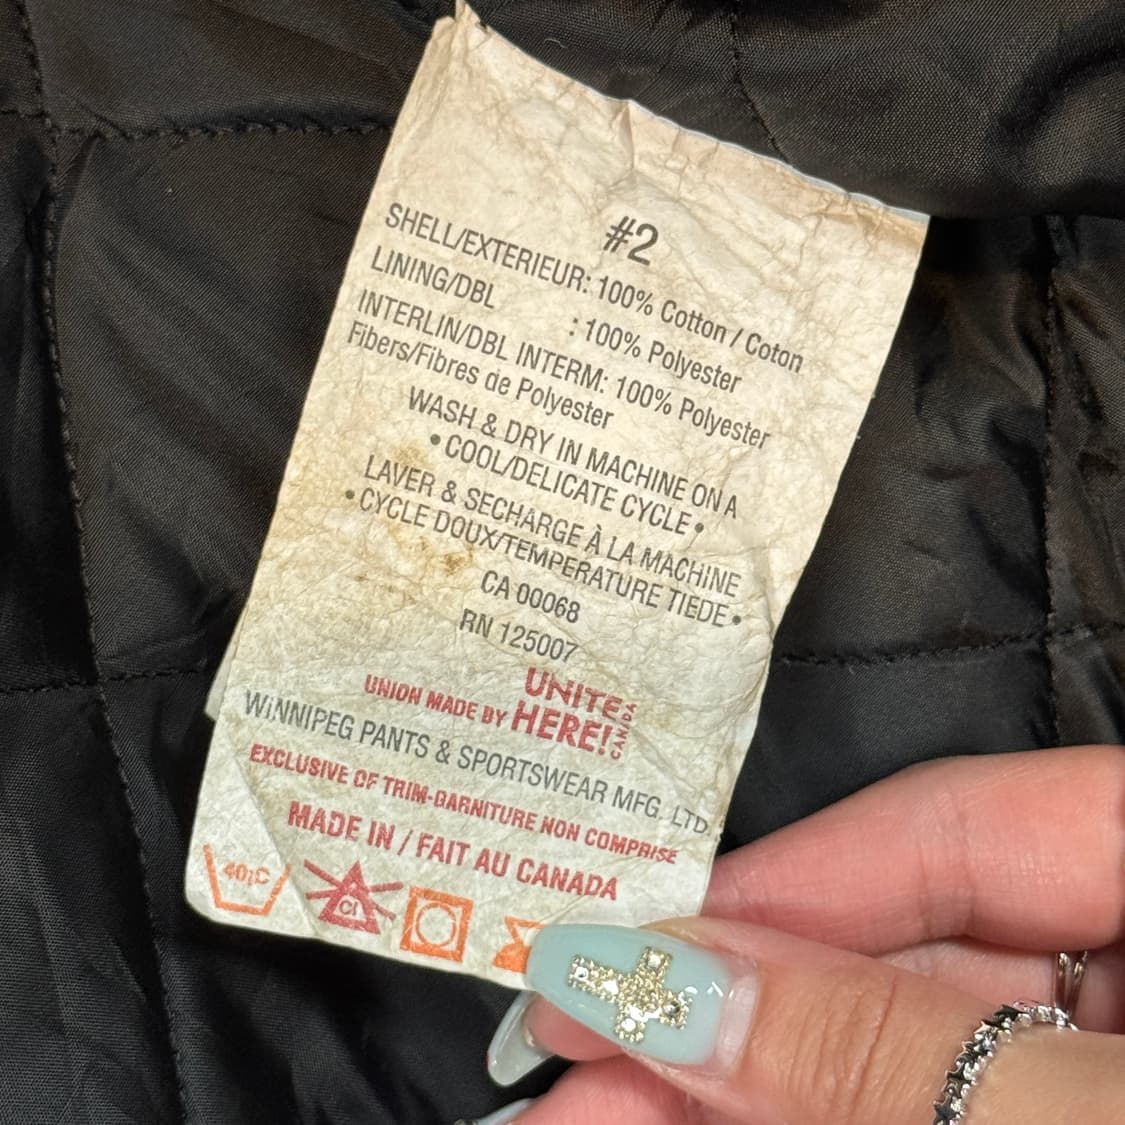 #2
SHELL/EXTERIEUR: 100% Cotton / Coton
LINING/DBL : 100% Polyester
INTERLIN/DBL INTERM: 100% Polyester
Fibers/Fibres de Polyester
WASH & DRY IN MACHINE ON A
•COOL/DELICATE CYCLE•
LAVER & SECHARGE À LA MACHINE
•CYCLE DOUX/TEMPERATURE TIEDE•
CA 00068
RN 125007
UNION MADE BY UNITE HERE! CANADA
WINNIPEG PANTS & SPORTSWEAR MFG. LTD.
EXCLUSIVE OF TRIM-GARNITURE NON COMPRISE
MADE IN / FAIT AU CANADA
40°C
Cl